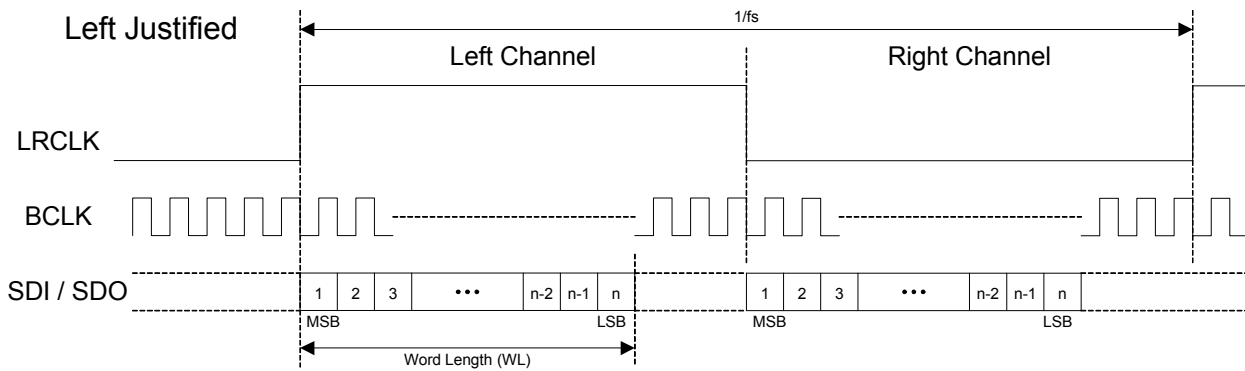 Left Justified
1/fs
Left Channel
Right Channel
LRCLK
BCLK
SDI / SDO
1 2 3 ••• n-2 n-1 n 1 2 3 ••• n-2 n-1 n
MSB LSB MSB LSB
Word Length (WL)